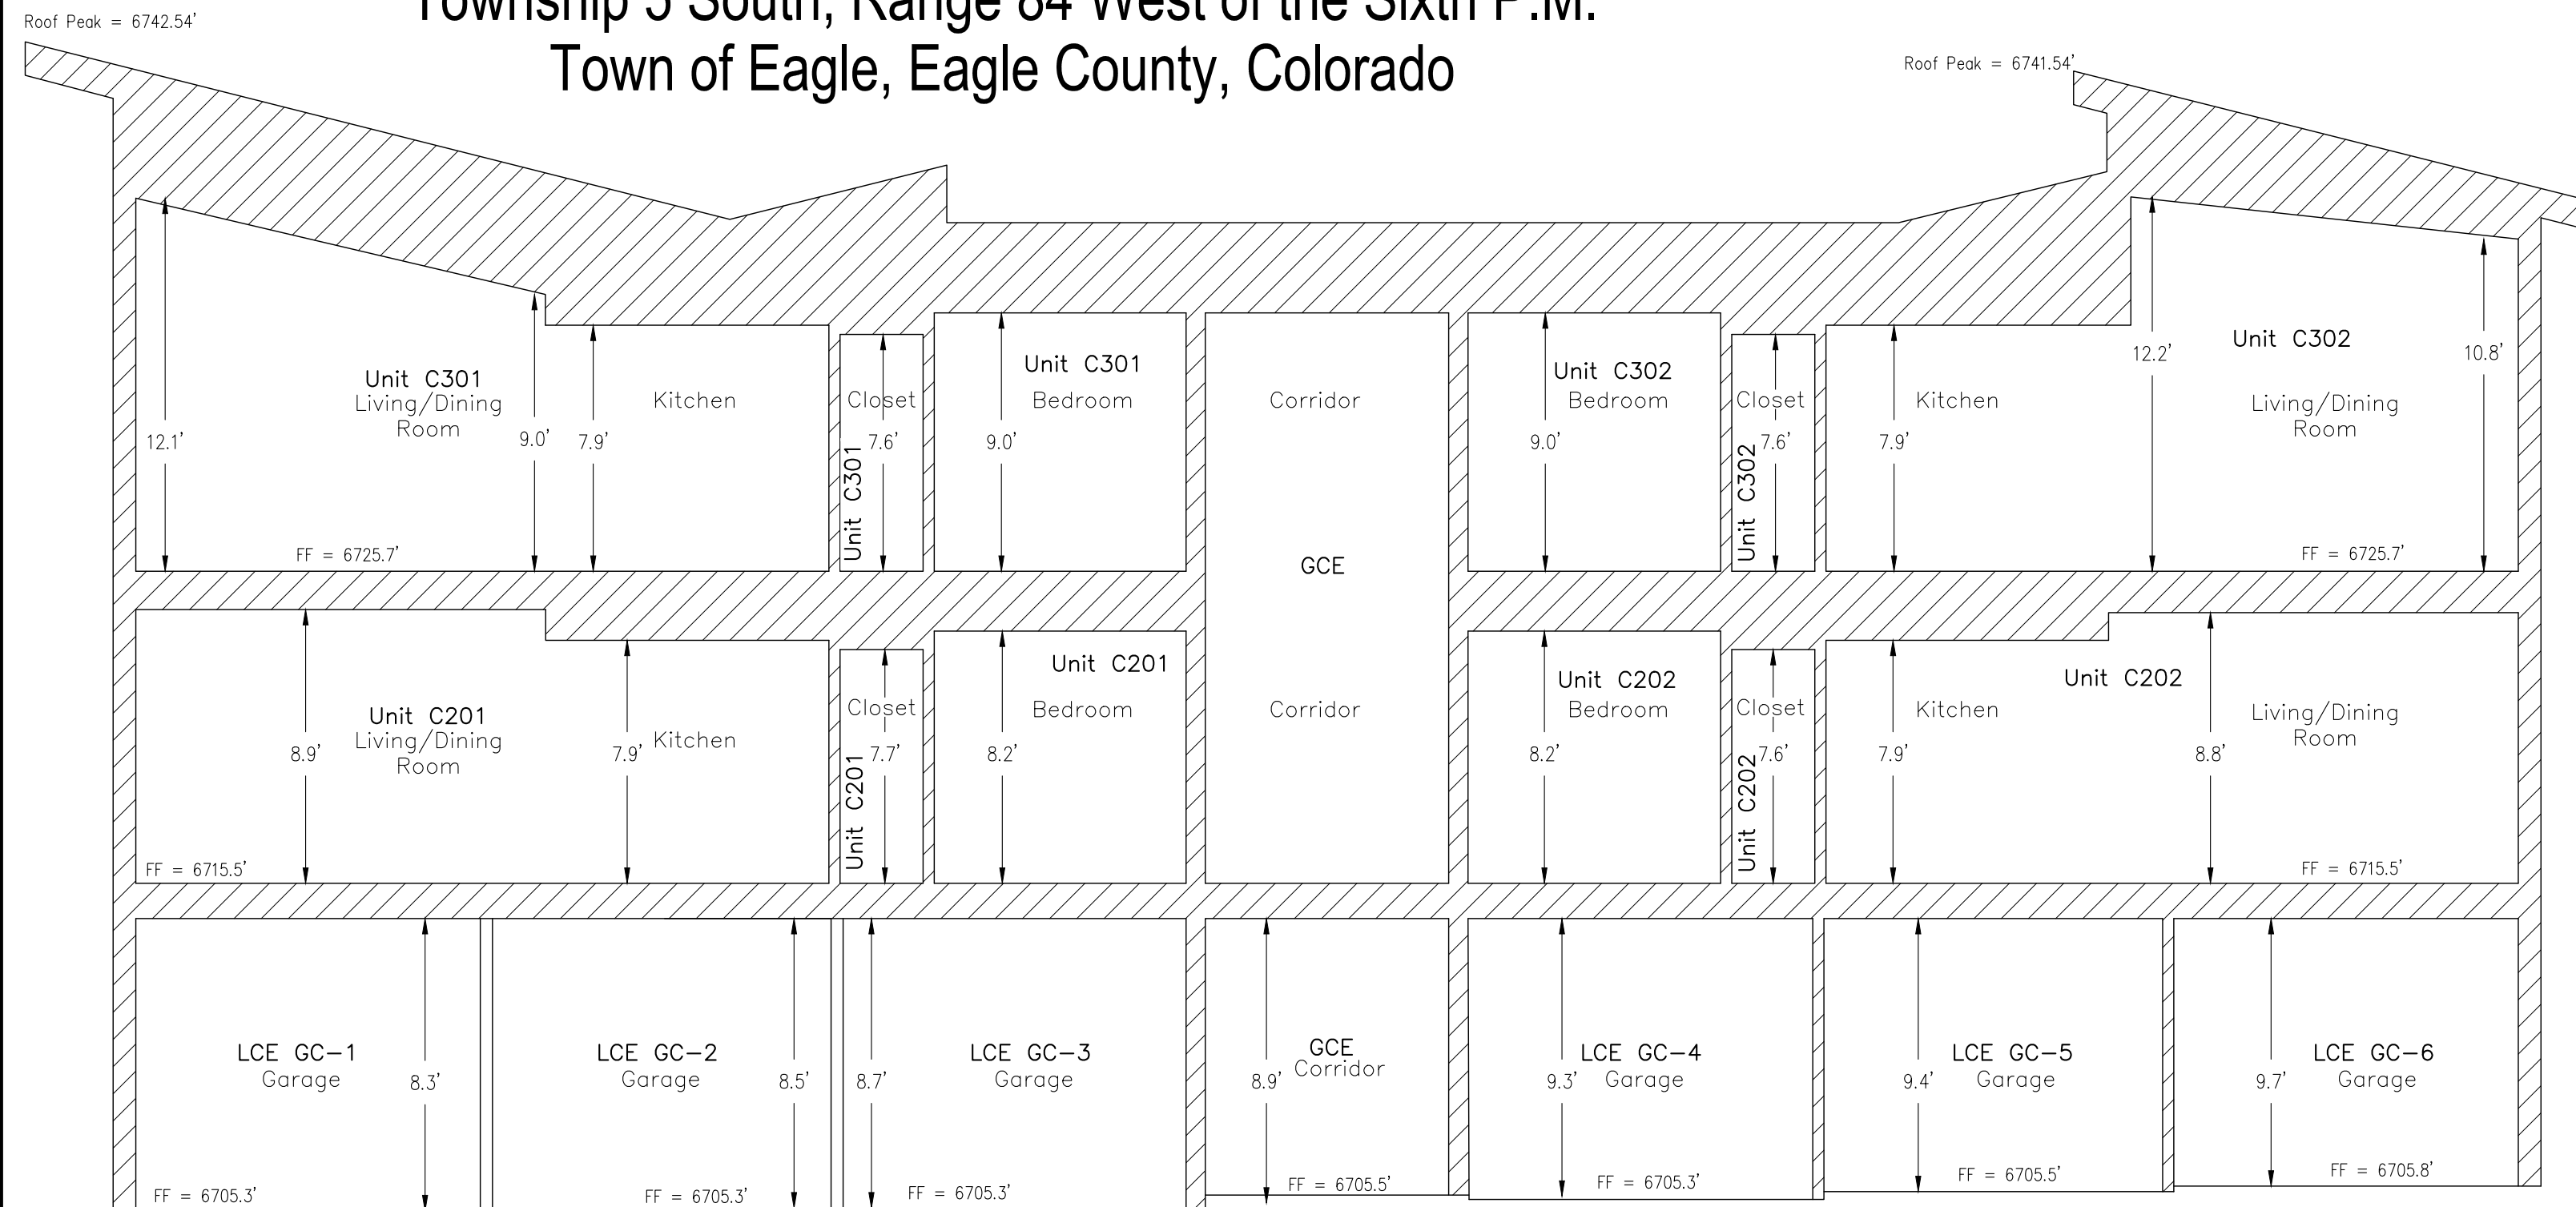 Township 5 South, Range 84 West of the Sixth P.M.
Town of Eagle, Eagle County, Colorado
Roof Peak = 6742.54'
Roof Peak = 6741.54'
Unit C301
Living/Dining
Room
12.1'
9.0'
7.9'
Kitchen
FF = 6725.7'
Closet
7.6'
Unit C301
Unit C301
Bedroom
9.0'
Corridor
GCE
Corridor
Unit C302
Bedroom
9.0'
Closet
7.6'
Unit C302
Kitchen
7.9'
12.2'
Unit C302
10.8'
Living/Dining
Room
FF = 6725.7'
Unit C201
Living/Dining
Room
8.9'
7.9'
Kitchen
FF = 6715.5'
Closet
7.7'
Unit C201
Unit C201
Bedroom
8.2'
Unit C202
Bedroom
8.2'
Closet
7.6'
Unit C202
Kitchen
7.9'
Unit C202
8.8'
Living/Dining
Room
FF = 6715.5'
LCE GC-1
Garage
8.3'
FF = 6705.3'
LCE GC-2
Garage
8.5'
FF = 6705.3'
8.7'
LCE GC-3
Garage
FF = 6705.3'
8.9'
GCE
Corridor
FF = 6705.5'
9.3'
LCE GC-4
Garage
FF = 6705.3'
9.4'
LCE GC-5
Garage
FF = 6705.5'
9.7'
LCE GC-6
Garage
FF = 6705.8'